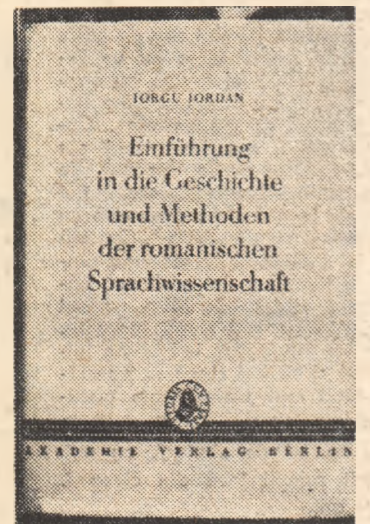 IORGU IORDAN
Einführung
in die Geschichte
und Methoden
der romanischen
Sprachwissenschaft
AKADEMIE · VERLAG · BERLIN